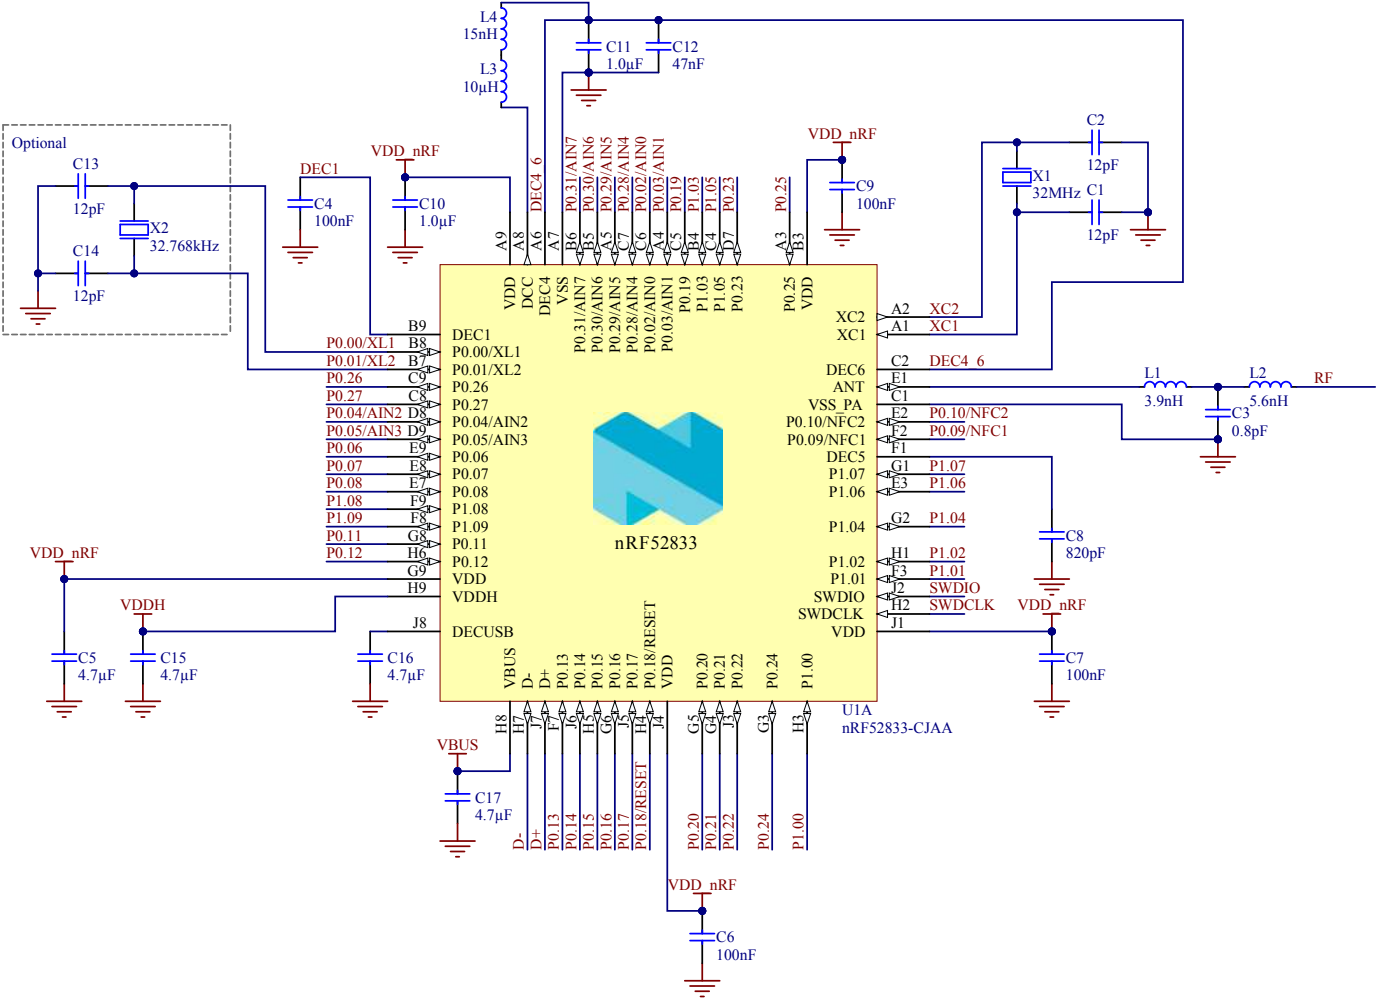 L4
15nH
L3
10µH
C11
1.0µF
C12
47nF
Optional
C13
12pF
X2
32.768kHz
C14
12pF
DEC1
C4
100nF
VDD_nRF
C10
1.0µF
DEC4_6
P0.31/AIN7
P0.30/AIN6
P0.29/AIN5
P0.28/AIN4
P0.02/AIN0
P0.03/AIN1
P0.19
P1.03
P1.05
P0.23
P0.25
VDD_nRF
C9
100nF
C2
12pF
X1
32MHz
C1
12pF
A9
A8
A6
A7
B6
B5
A5
C7
C6
A4
C5
B4
C4
D7
A3
B3
VDD
DCC
DEC4
VSS
P0.31/AIN7
P0.30/AIN6
P0.29/AIN5
P0.28/AIN4
P0.02/AIN0
P0.03/AIN1
P0.19
P1.03
P1.05
P0.23
P0.25
VDD
B9 DEC1
P0.00/XL1 B8 P0.00/XL1
P0.01/XL2 B7 P0.01/XL2
P0.26 C9 P0.26
P0.27 C8 P0.27
P0.04/AIN2 D8 P0.04/AIN2
P0.05/AIN3 D9 P0.05/AIN3
P0.06 E9 P0.06
P0.07 E8 P0.07
P0.08 E7 P0.08
P1.08 F9 P1.08
P1.09 F8 P1.09
P0.11 G8 P0.11
P0.12 H6 P0.12
G9 VDD
H9 VDDH
J8 DECUSB
XC2 A2 XC2
XC1 A1 XC1
DEC6 C2 DEC4_6
ANT E1
VSS_PA C1
P0.10/NFC2 E2 P0.10/NFC2
P0.09/NFC1 F2 P0.09/NFC1
DEC5 F1
P1.07 G1 P1.07
P1.06 E3 P1.06
P1.04 G2 P1.04
P1.02 H1 P1.02
P1.01 F3 P1.01
SWDIO J2 SWDIO
SWDCLK H2 SWDCLK
VDD J1
L1
3.9nH
L2
5.6nH
RF
C3
0.8pF
C8
820pF
VDD_nRF
C7
100nF
nRF52833
VDD_nRF
C5
4.7µF
VDDH
C15
4.7µF
C16
4.7µF
VBUS
D-
D+
P0.13
P0.14
P0.15
P0.16
P0.17
P0.18/RESET
VDD
P0.20
P0.21
P0.22
P0.24
P1.00
U1A
nRF52833-CJAA
H8
H7
J7
F7
J6
H5
G6
J5
H4
J4
G5
G4
J3
G3
H3
VBUS
C17
4.7µF
D-
D+
P0.13
P0.14
P0.15
P0.16
P0.17
P0.18/RESET
P0.20
P0.21
P0.22
P0.24
P1.00
VDD_nRF
C6
100nF